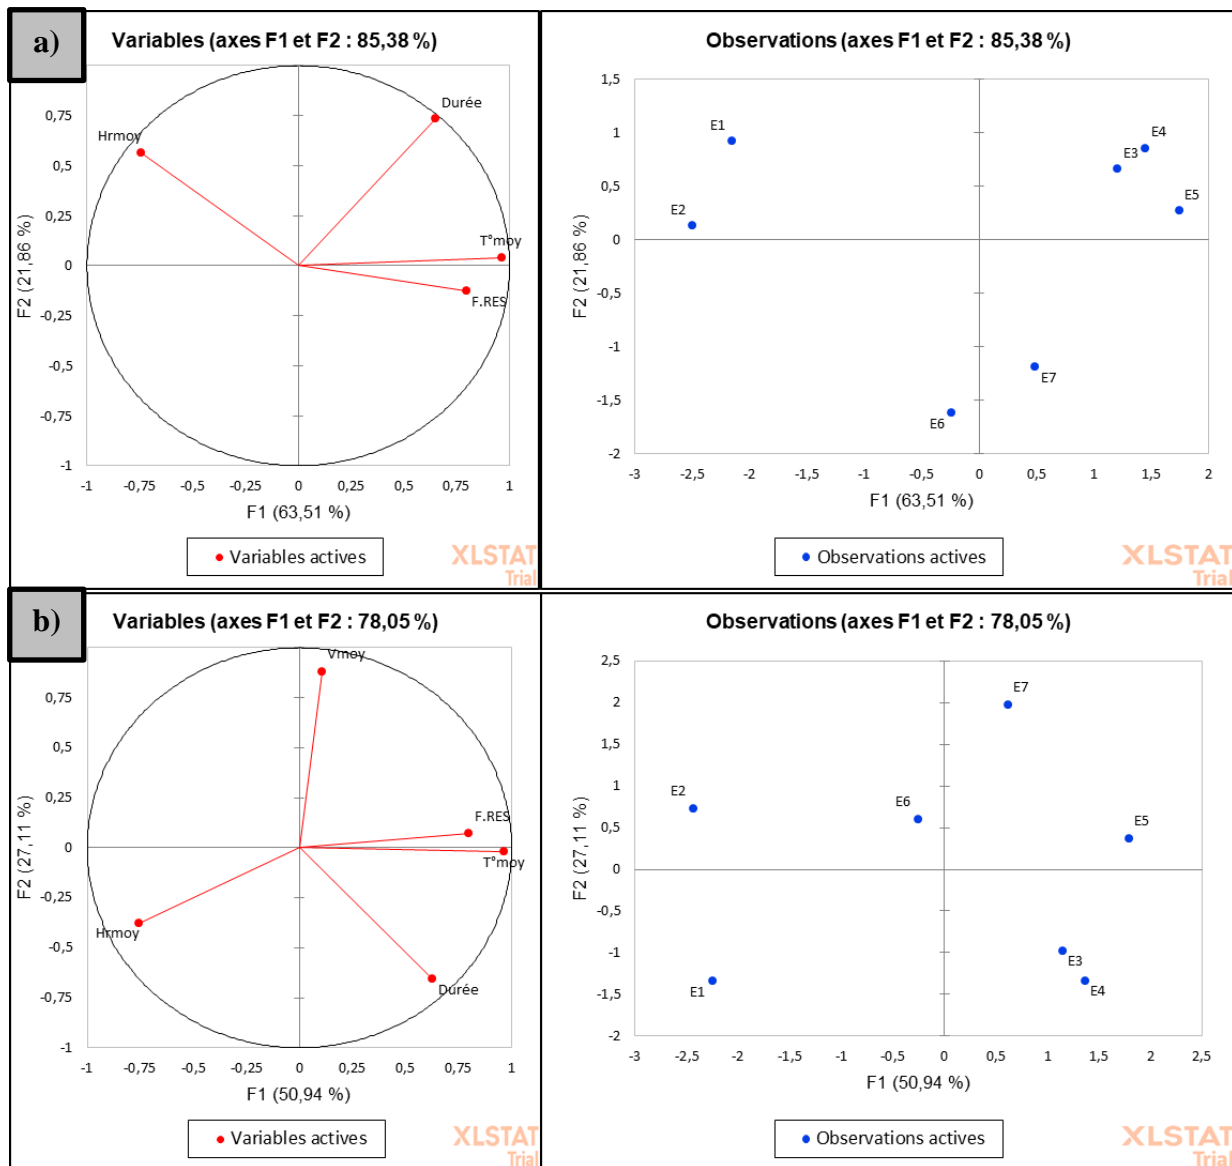 a)
Variables (axes F1 et F2 : 85,38 %)
Durée
Hrmoy
T°moy
F.RES
F2 (21,86 %)
0,75
0,5
0,25
0
-0,25
-0,5
-0,75
-1
-1 -0,75 -0,5 -0,25 0 0,25 0,5 0,75 1
F1 (63,51 %)
Variables actives
XLSTAT
Trial
Observations (axes F1 et F2 : 85,38 %)
1,5
1
0,5
0
-0,5
-1
-1,5
-2
F2 (21,86 %)
E1
E2
E4
E3
E5
E7
E6
-3 -2,5 -2 -1,5 -1 -0,5 0 0,5 1 1,5 2
F1 (63,51 %)
Observations actives
XLSTAT
Trial
b)
Variables (axes F1 et F2 : 78,05 %)
Vmoy
F.RES
T°moy
Hrmoy
Durée
F2 (27,11 %)
0,75
0,5
0,25
0
-0,25
-0,5
-0,75
-1
-1 -0,75 -0,5 -0,25 0 0,25 0,5 0,75 1
F1 (50,94 %)
Variables actives
XLSTAT
Trial
Observations (axes F1 et F2 : 78,05 %)
2,5
2
1,5
1
0,5
0
-0,5
-1
-1,5
-2
F2 (27,11 %)
E7
E2
E6
E5
E3
E1
E4
-3 -2,5 -2 -1,5 -1 -0,5 0 0,5 1 1,5 2 2,5
F1 (50,94 %)
Observations actives
XLSTAT
Trial